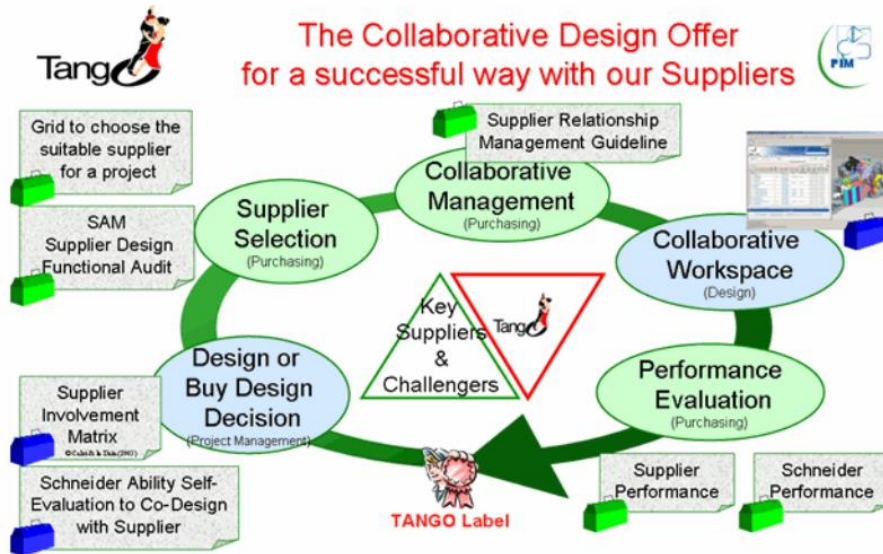 Tango
The Collaborative Design Offer
for a successful way with our Suppliers
PIM
Grid to choose the
suitable supplier
for a project
SAM
Supplier Design
Functional Audit
Supplier Relationship
Management Guideline
Collaborative
Management
(Purchasing)
Supplier
Selection
(Purchasing)
Collaborative
Workspace
(Design)
Key
Suppliers
&
Challengers
Tango
Design or
Buy Design
Decision
(Project Management)
Performance
Evaluation
(Purchasing)
Supplier
Involvement
Matrix
Schneider Ability Self-
Evaluation to Co-Design
with Supplier
TANGO Label
Supplier
Performance
Schneider
Performance